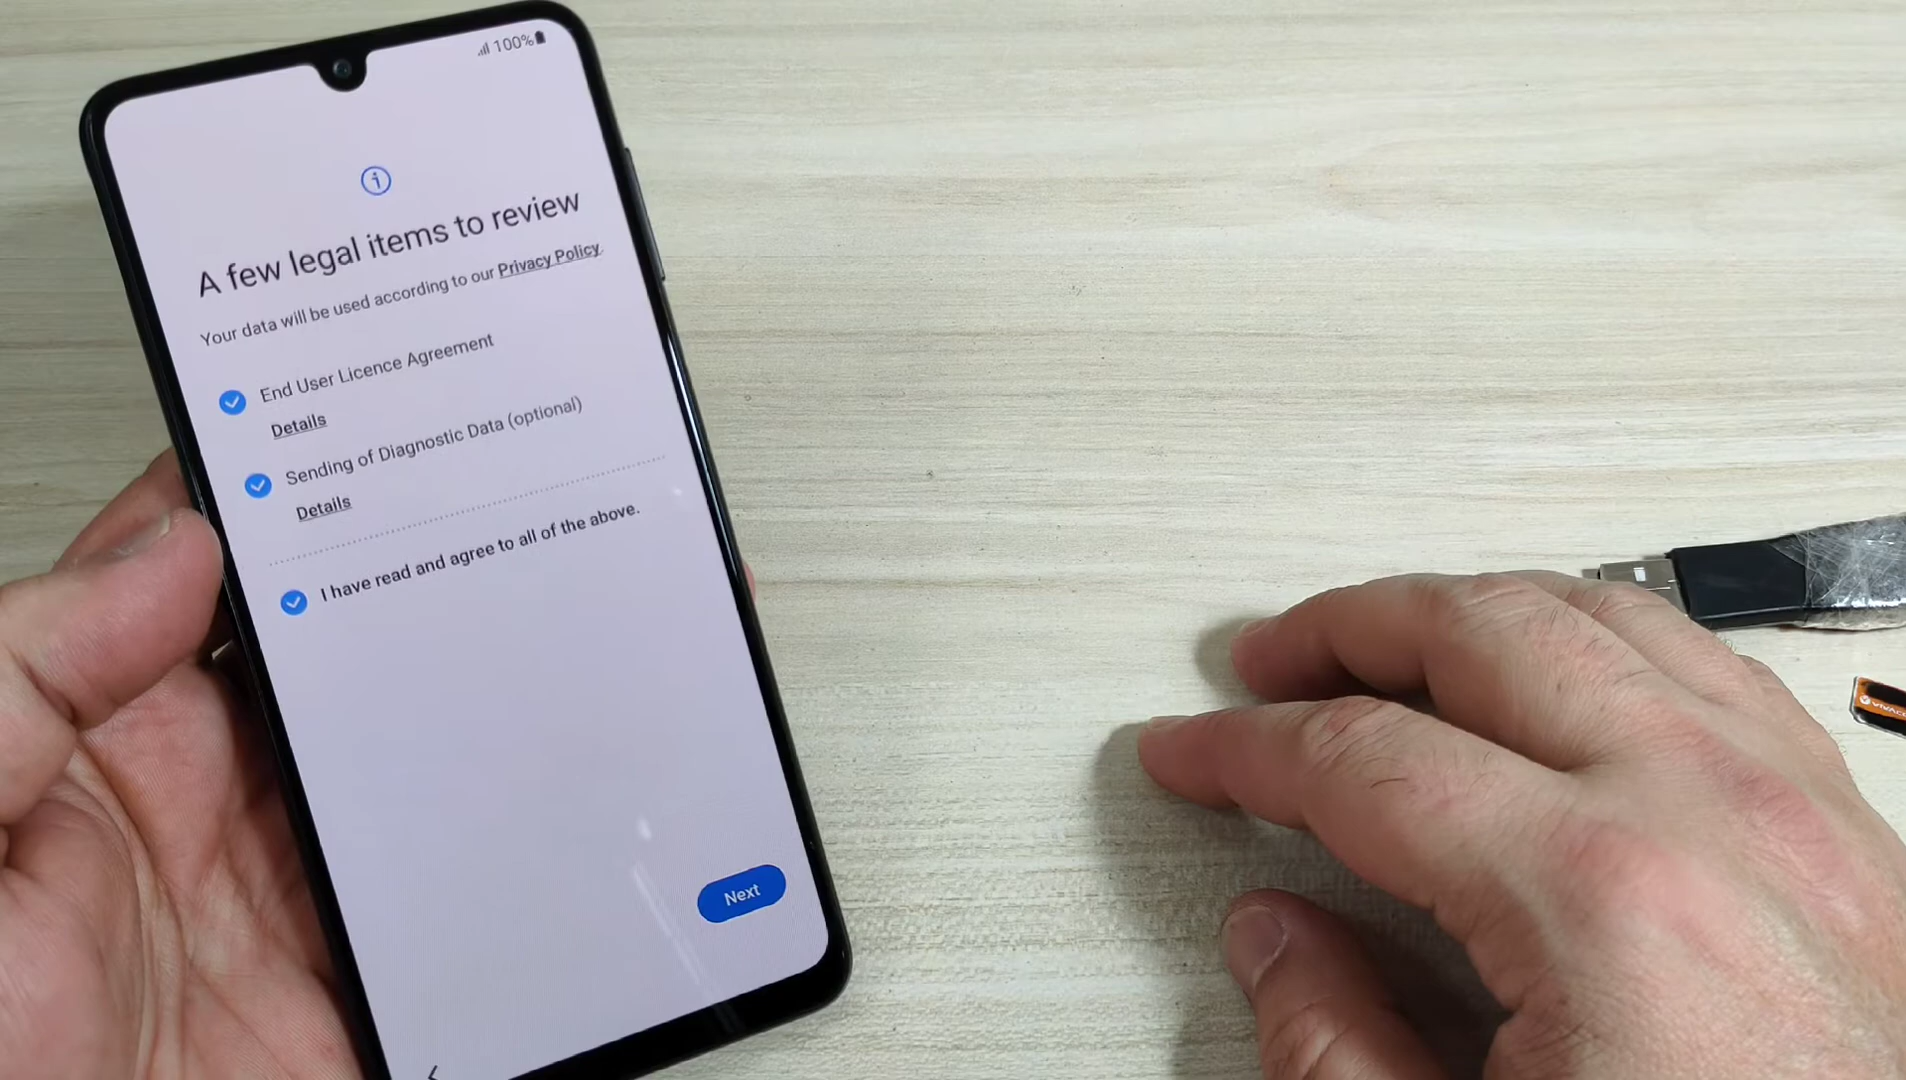 100%
A few legal items to review
Your data will be used according to our Privacy Policy.
End User Licence Agreement
Details
Sending of Diagnostic Data (optional)
Details
I have read and agree to all of the above.
Next